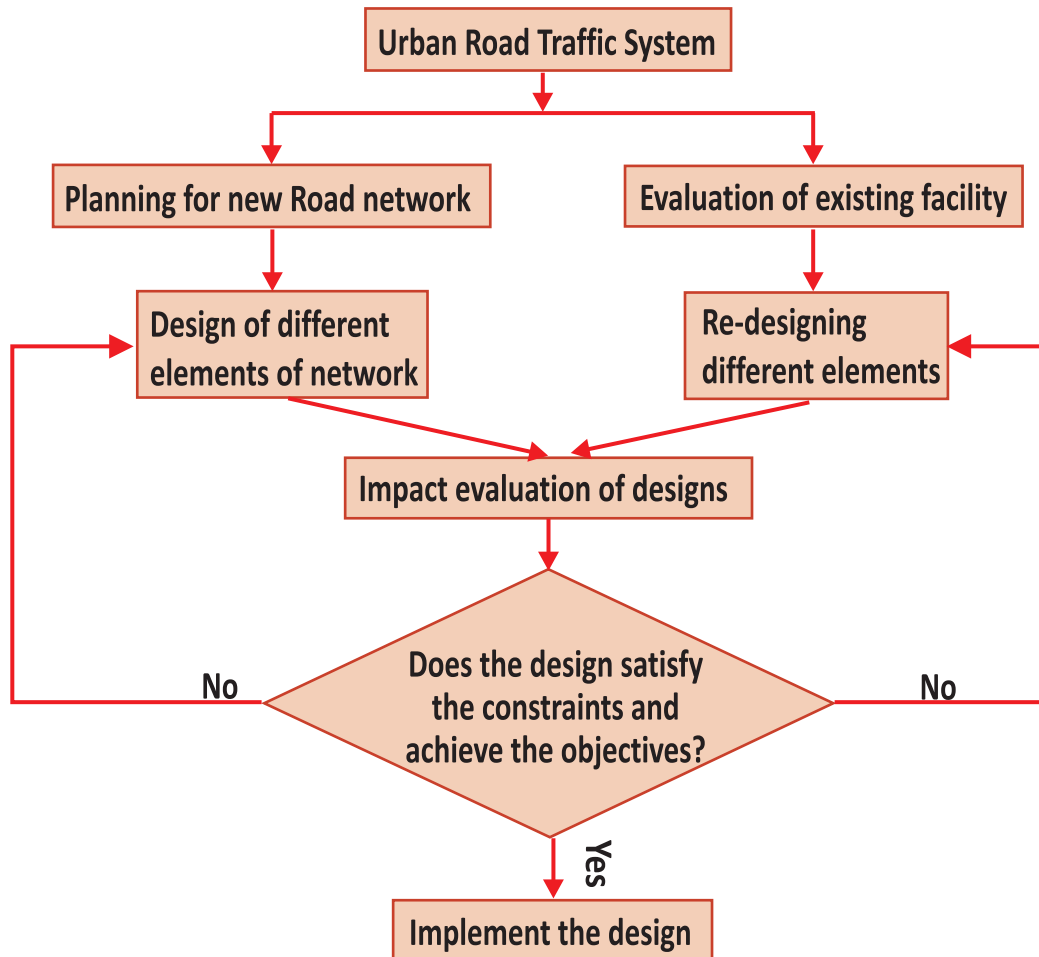 Urban Road Traffic System
Planning for new Road network
Evaluation of existing facility
Design of different
elements of network
Re-designing
different elements
Impact evaluation of designs
Does the design satisfy
the constraints and
achieve the objectives?
No
No
Yes
Implement the design